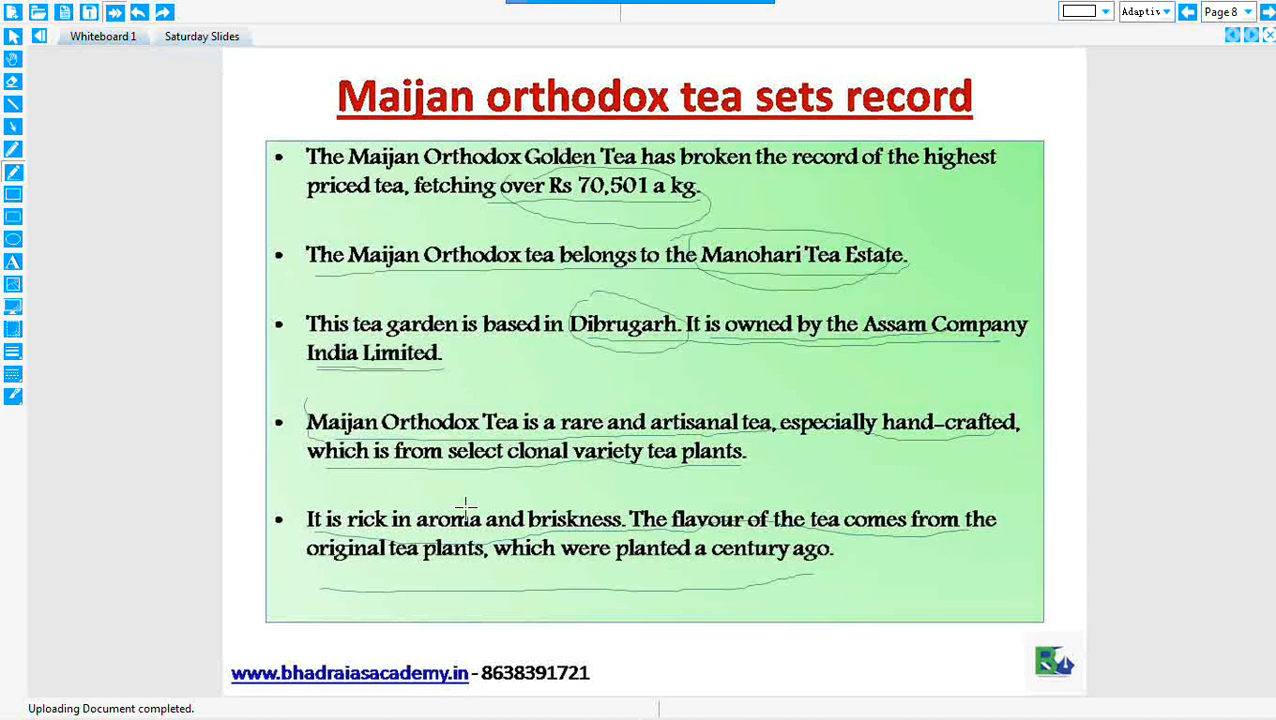 Adaptiv
Page 8
Whiteboard 1
Saturday Slides
Maijan orthodox tea sets record
• The Maijan Orthodox Golden Tea has broken the record of the highest
priced tea, fetching over Rs 70,501 a kg.
• The Maijan Orthodox tea belongs to the Manohari Tea Estate.
• This tea garden is based in Dibrugarh. It is owned by the Assam Company
India Limited.
• Maijan Orthodox Tea is a rare and artisanal tea, especially hand-crafted,
which is from select clonal variety tea plants.
• It is rick in aroma and briskness. The flavour of the tea comes from the
original tea plants, which were planted a century ago.
www.bhadraiasacademy.in - 8638391721
Uploading Document completed.